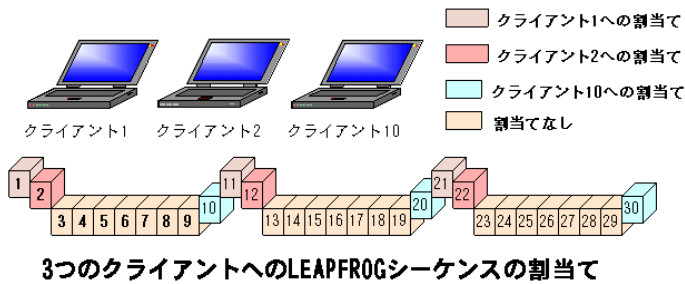 クライアント1への割当て
クライアント2への割当て
クライアント10への割当て
割当てなし
クライアント1 クライアント2 クライアント10
1 2 3 4 5 6 7 8 9 10 11 12 13 14 15 16 17 18 19 20 21 22 23 24 25 26 27 28 29 30
3つのクライアントへのLEAPFROGシーケンスの割当て